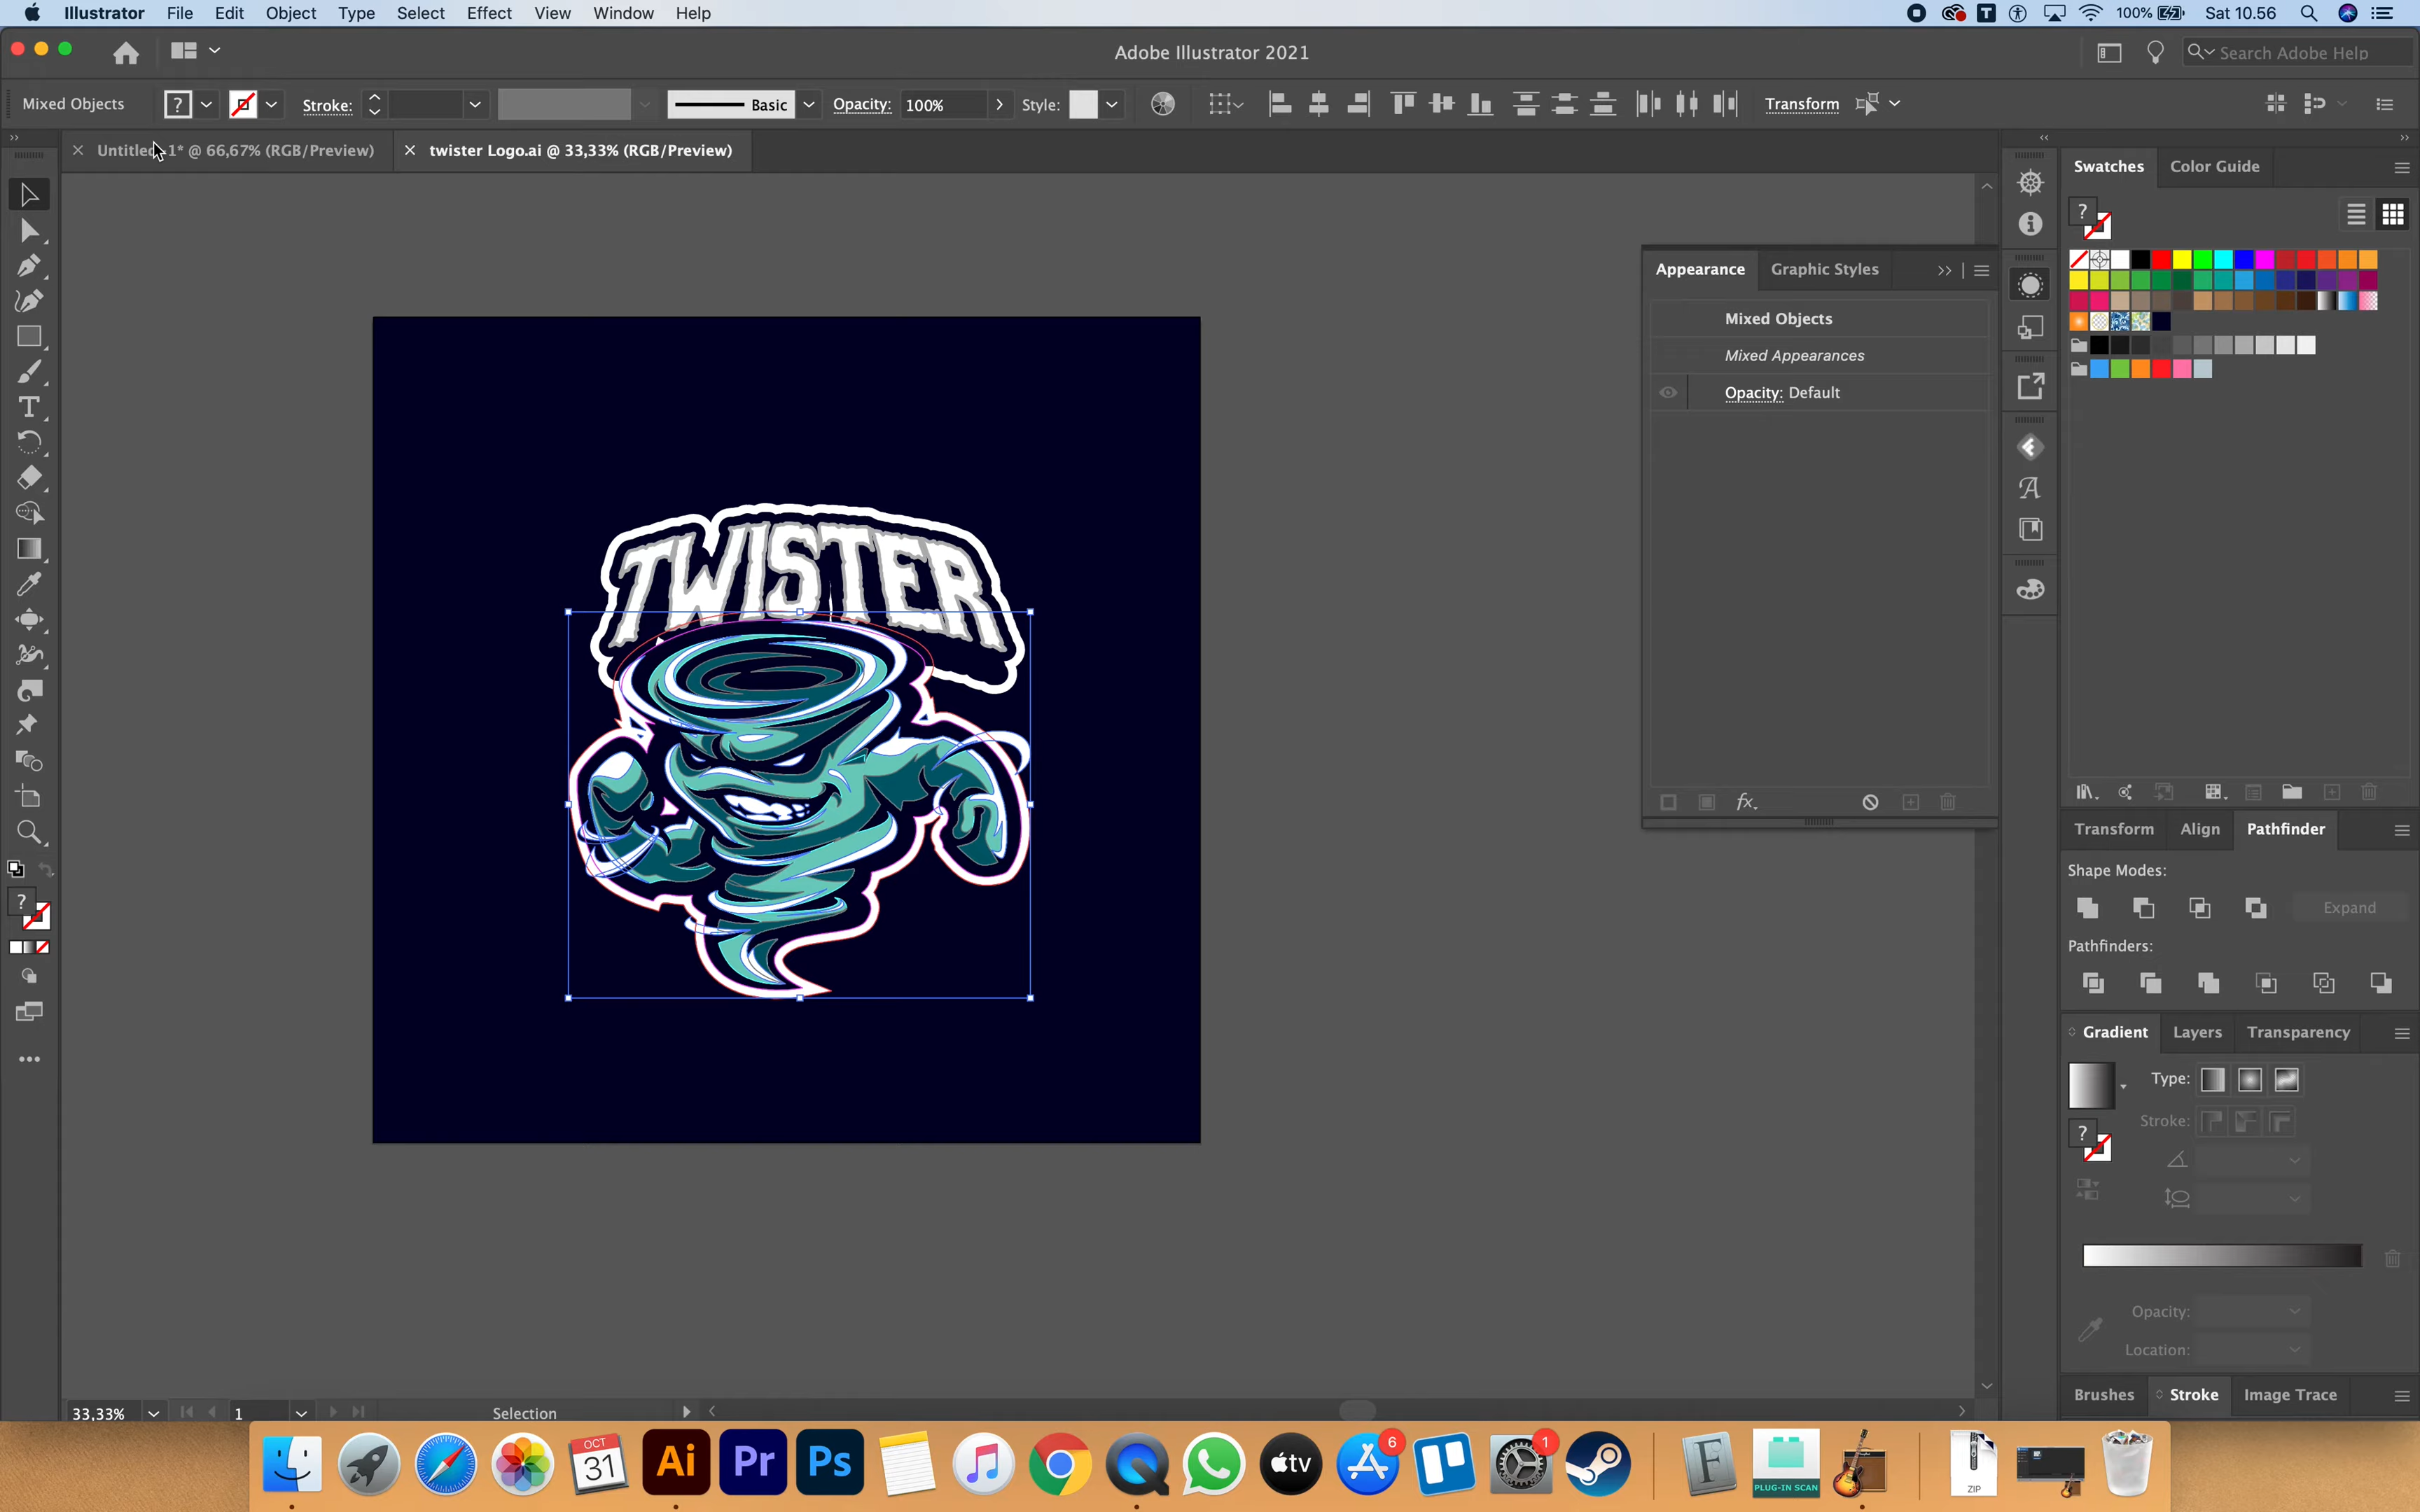 Illustrator File Edit Object Type Select Effect View Window Help
T 100% Sat 10.56
Adobe Illustrator 2021
Search Adobe Help
Mixed Objects ? Stroke: Basic Opacity: 100% Style: Transform
1* @ 66,67% (RGB/Preview) twister Logo.ai @ 33,33% (RGB/Preview)
Swatches Color Guide
?
Appearance Graphic Styles
Mixed Objects
Mixed Appearances
Opacity: Default
TWISTER
fx
Transform Align Pathfinder
Shape Modes:
Expand
Pathfinders:
?
Gradient Layers Transparency
Type:
Stroke:
?
Opacity:
Location:
Brushes Stroke Image Trace
33,33% 1 Selection
OCT
31
Ai Pr Ps
tv
6
1
F
PLUG-IN SCAN
ZIP